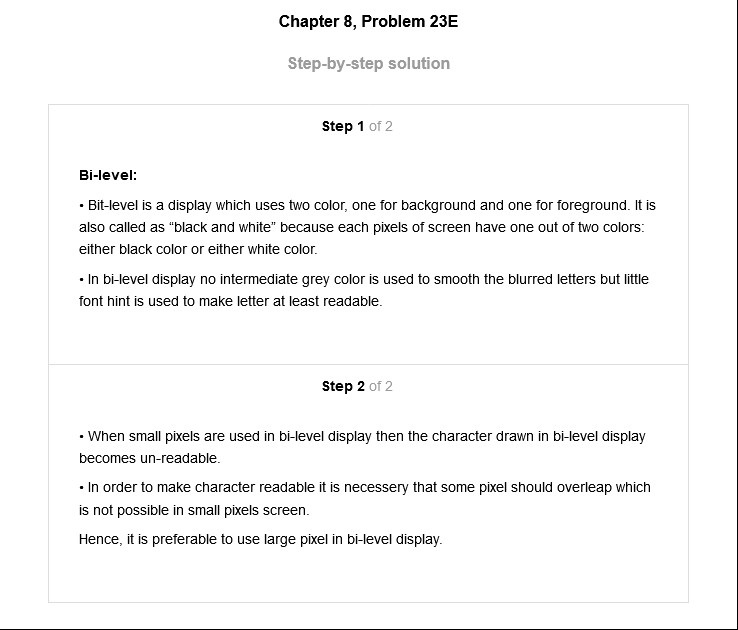 Chapter 8, Problem 23E
Step-by-step solution
Step 1 of 2
Bi-level:
• Bit-level is a display which uses two color, one for background and one for foreground. It is
also called as “black and white” because each pixels of screen have one out of two colors:
either black color or either white color.
• In bi-level display no intermediate grey color is used to smooth the blurred letters but little
font hint is used to make letter at least readable.
Step 2 of 2
• When small pixels are used in bi-level display then the character drawn in bi-level display
becomes un-readable.
• In order to make character readable it is necessery that some pixel should overleap which
is not possible in small pixels screen.
Hence, it is preferable to use large pixel in bi-level display.